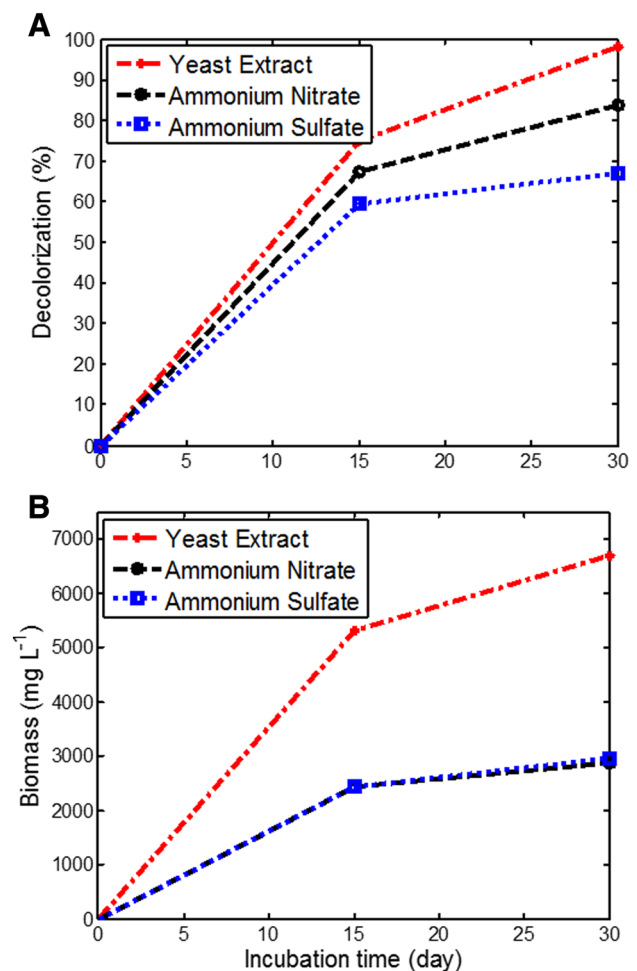 A
100
90
80
70
60
50
40
30
20
10
0
Decolorization (%)
Yeast Extract
Ammonium Nitrate
Ammonium Sulfate
0 5 10 15 20 25 30
B
7000
6000
5000
4000
3000
2000
1000
0
Biomass (mg L⁻¹)
Yeast Extract
Ammonium Nitrate
Ammonium Sulfate
0 5 10 15 20 25 30
Incubation time (day)